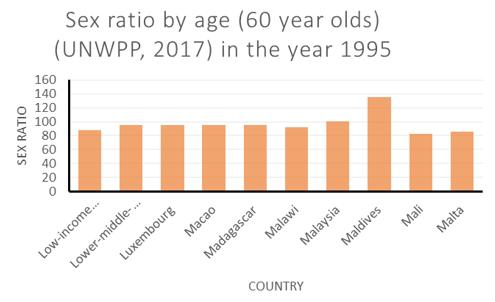 Sex ratio by age (60 year olds)
(UNWPP, 2017) in the year 1995
SEX RATIO
160
140
120
100
80
60
40
20
0
Low-income...
Lower-middle-...
Luxembourg
Macao
Madagascar
Malawi
Malaysia
Maldives
Mali
Malta
COUNTRY